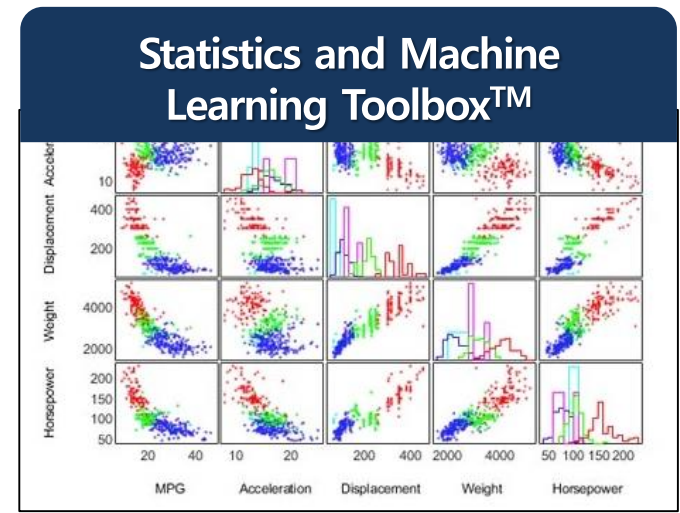 Statistics and Machine
Learning Toolbox™
Acceler
10
Displacement
400
200
Weight
4000
2000
Horsepower
200
150
100
50
20 40 10 20 200 400 2000 4000 50 100 150 200
MPG Acceleration Displacement Weight Horsepower